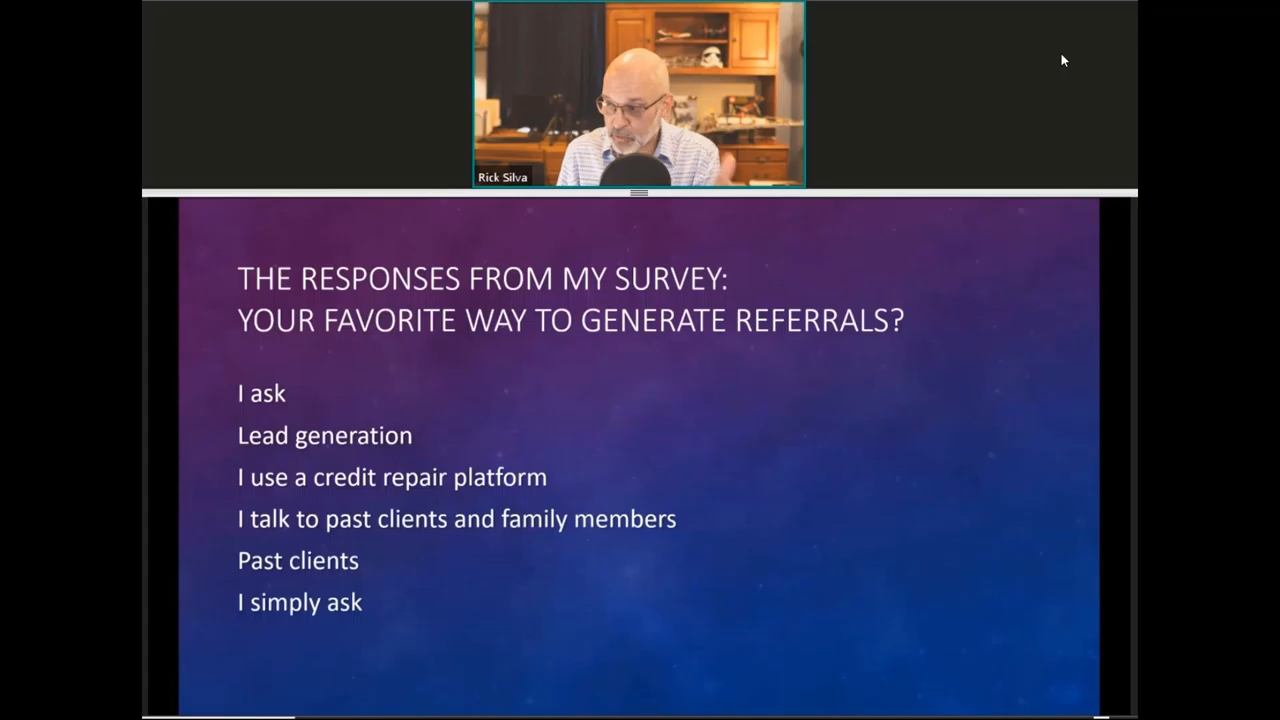 Rick Silva
THE RESPONSES FROM MY SURVEY:
YOUR FAVORITE WAY TO GENERATE REFERRALS?
I ask
Lead generation
I use a credit repair platform
I talk to past clients and family members
Past clients
I simply ask